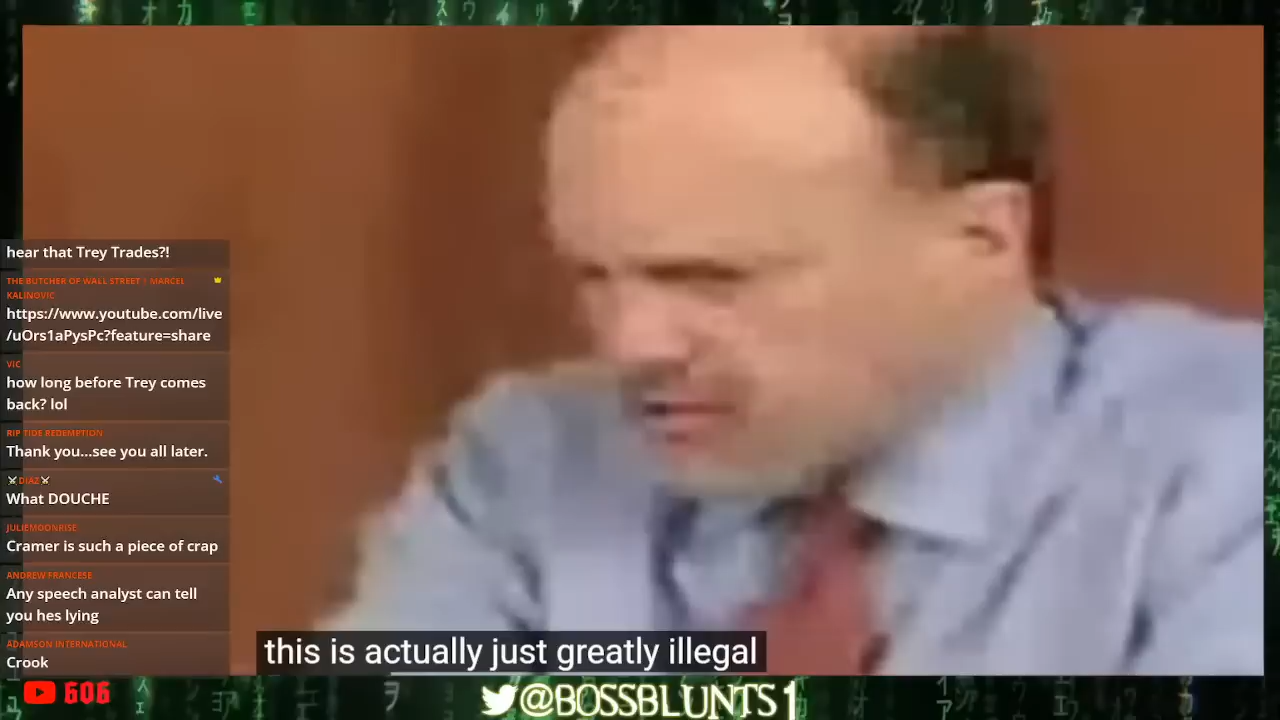 hear that Trey Trades?!
THE BUTCHER OF WALL STREET | MARCEL
KALINOVIC
https://www.youtube.com/live
/uOrs1aPysPc?feature=share
VIC
how long before Trey comes
back? lol
RIP TIDE REDEMPTION
Thank you...see you all later.
⚔DIAZ⚔
What DOUCHE
JULIEMOONRISE
Cramer is such a piece of crap
ANDREW FRANCESE
Any speech analyst can tell
you hes lying
ADAMSON INTERNATIONAL
Crook
this is actually just greatly illegal
606
@BOSSBLUNTS1